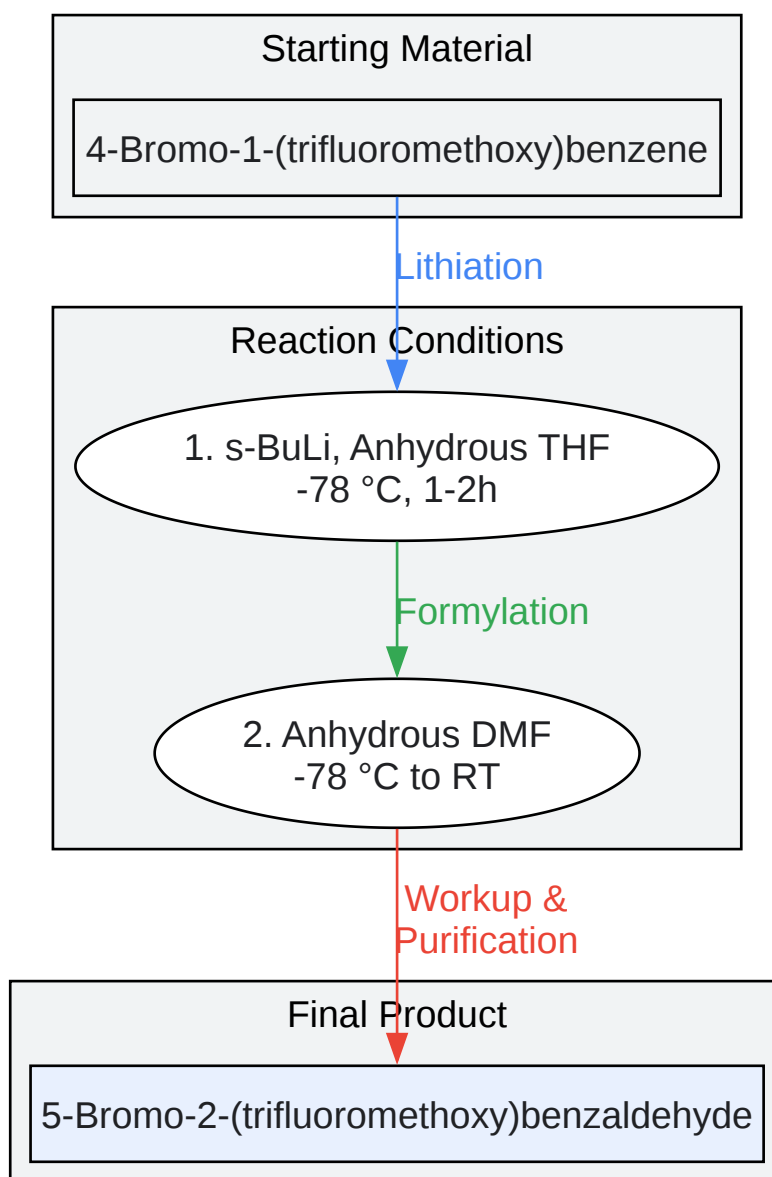 Starting Material
4-Bromo-1-(trifluoromethoxy)benzene
Lithiation
Reaction Conditions
1. s-BuLi, Anhydrous THF
-78 °C, 1-2h
Formylation
2. Anhydrous DMF
-78 °C to RT
Workup &
Purification
Final Product
5-Bromo-2-(trifluoromethoxy)benzaldehyde